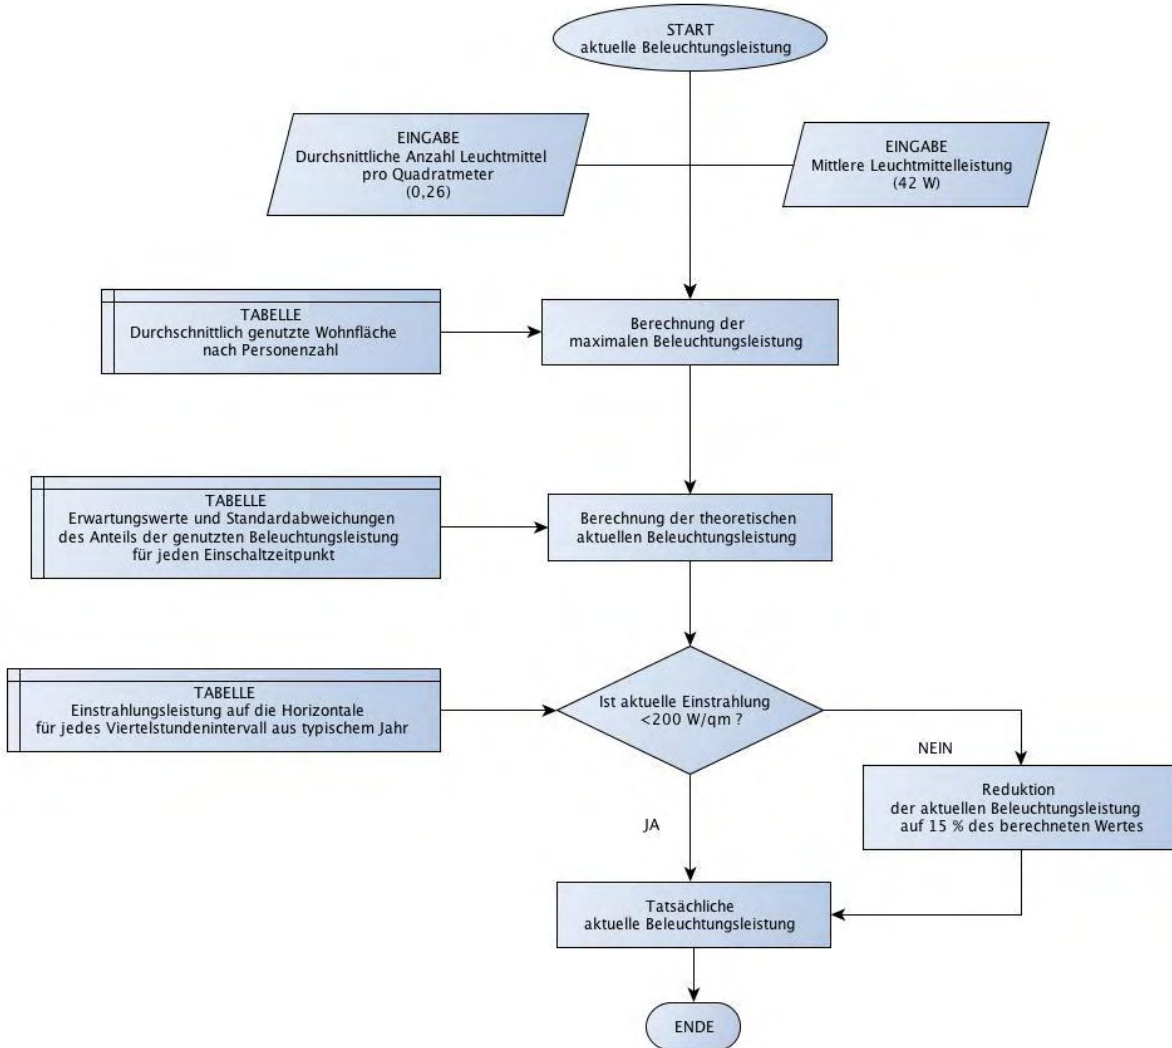 START
aktuelle Beleuchtungsleistung
EINGABE
Durchsnittliche Anzahl Leuchtmittel
pro Quadratmeter
(0,26)
EINGABE
Mittlere Leuchtmittelleistung
(42 W)
TABELLE
Durchschnittlich genutzte Wohnfläche
nach Personenzahl
Berechnung der
maximalen Beleuchtungsleistung
TABELLE
Erwartungswerte und Standardabweichungen
des Anteils der genutzten Beleuchtungsleistung
für jeden Einschaltzeitpunkt
Berechnung der theoretischen
aktuellen Beleuchtungsleistung
TABELLE
Einstrahlungsleistung auf die Horizontale
für jedes Viertelstundenintervall aus typischem Jahr
Ist aktuelle Einstrahlung
<200 W/qm ?
NEIN
Reduktion
der aktuellen Beleuchtungsleistung
auf 15 % des berechneten Wertes
JA
Tatsächliche
aktuelle Beleuchtungsleistung
ENDE